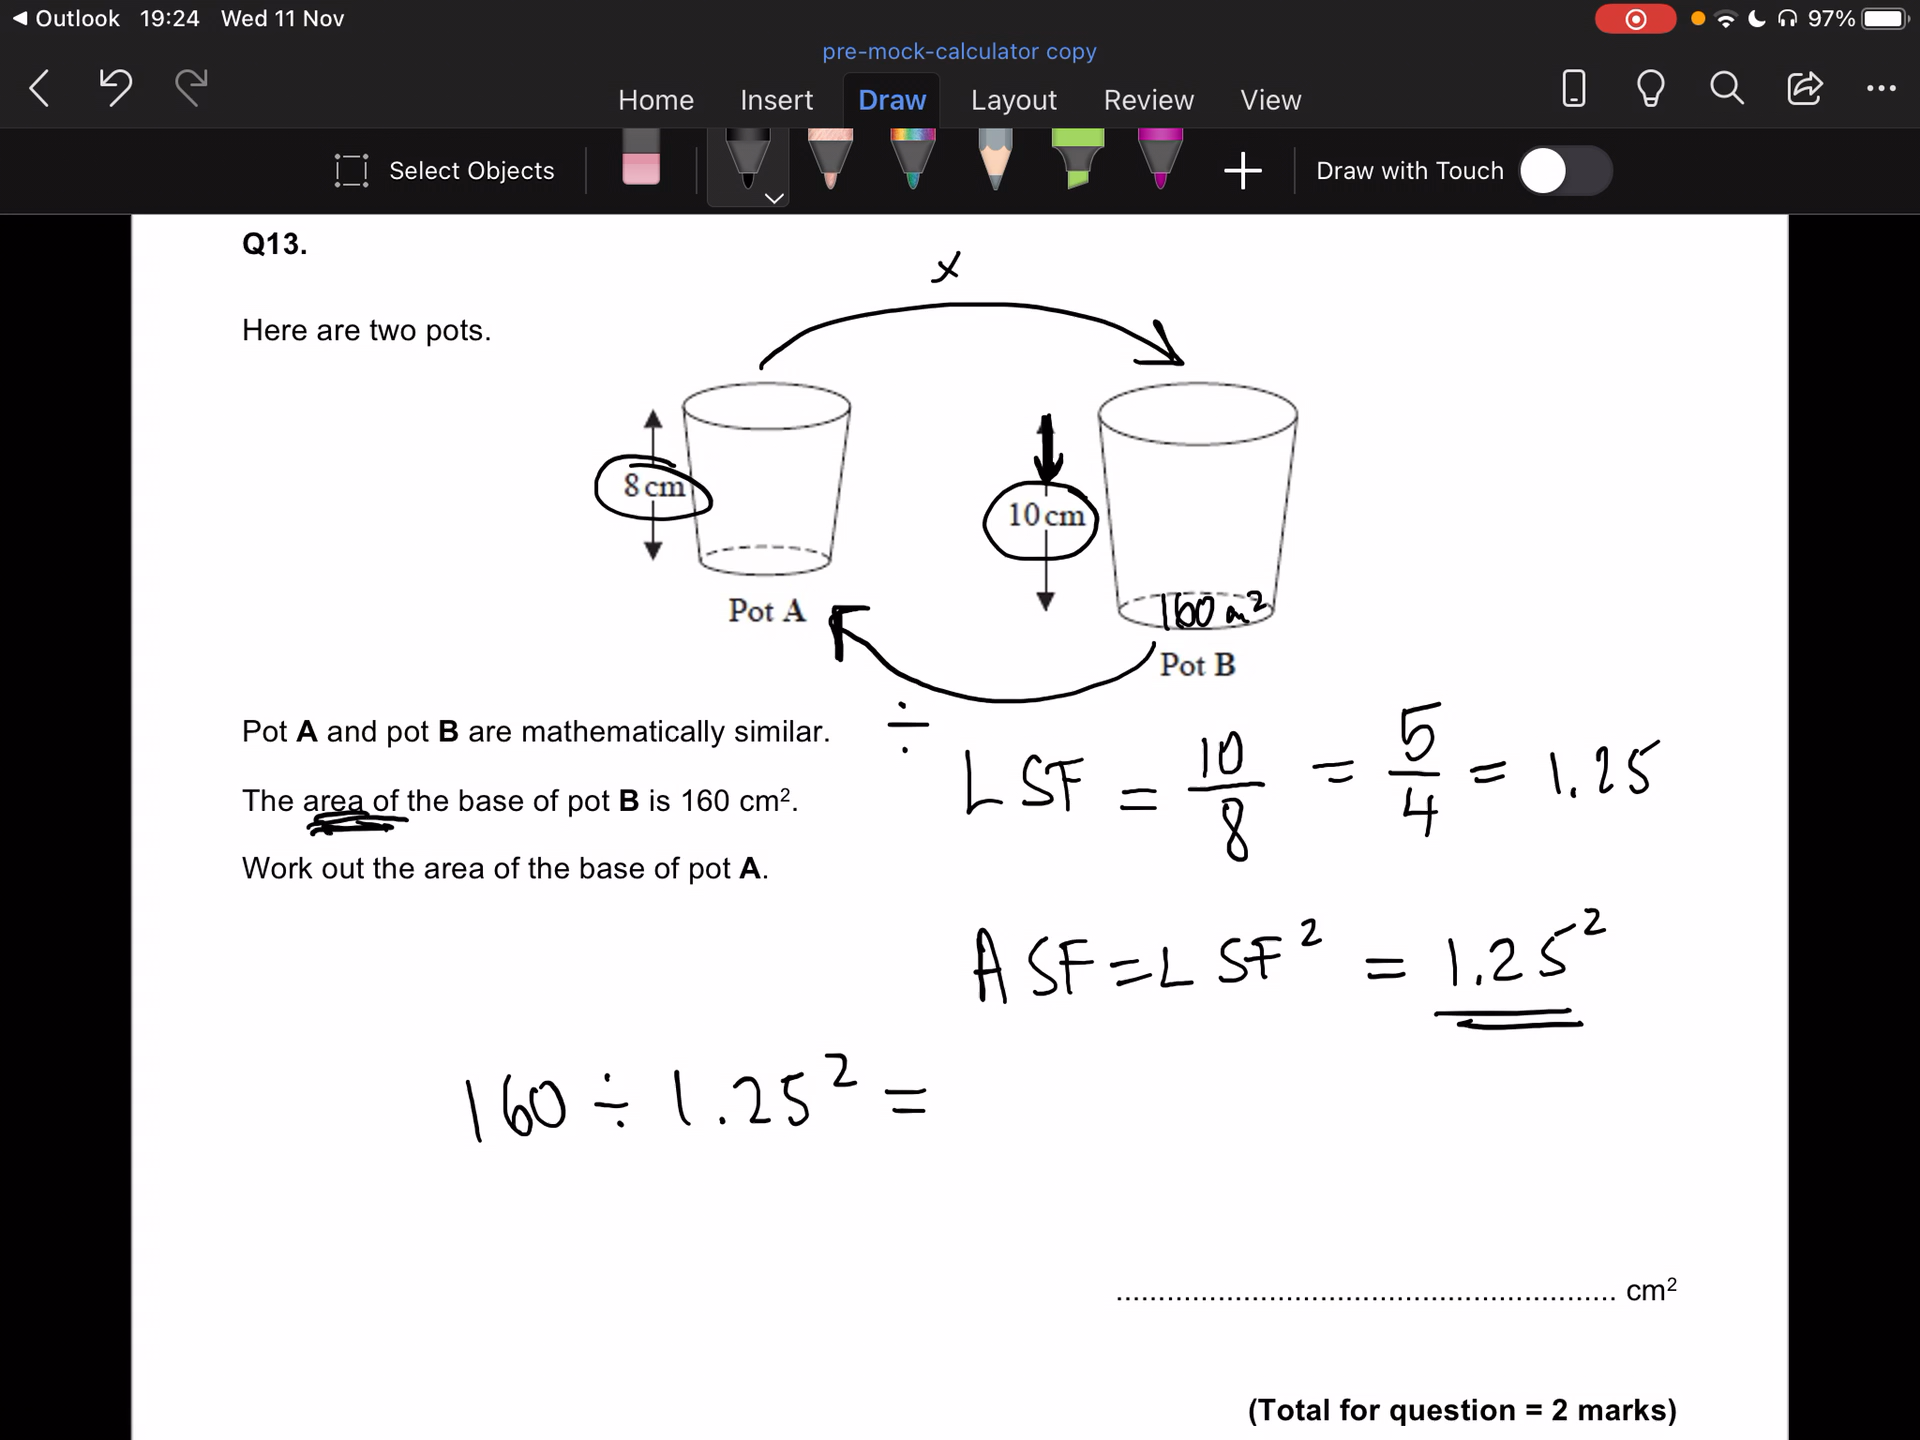 Outlook 19:24 Wed 11 Nov 97%
pre-mock-calculator copy
Home Insert Draw Layout Review View
Select Objects Draw with Touch
Q13.
x
Here are two pots.
8 cm
10 cm
160 cm²
Pot A
Pot B
Pot A and pot B are mathematically similar.
÷
LSF = 10/8 = 5/4 = 1.25
The area of the base of pot B is 160 cm².
Work out the area of the base of pot A.
ASF = LSF² = 1.25²
160 ÷ 1.25² =
............................................................ cm²
(Total for question = 2 marks)